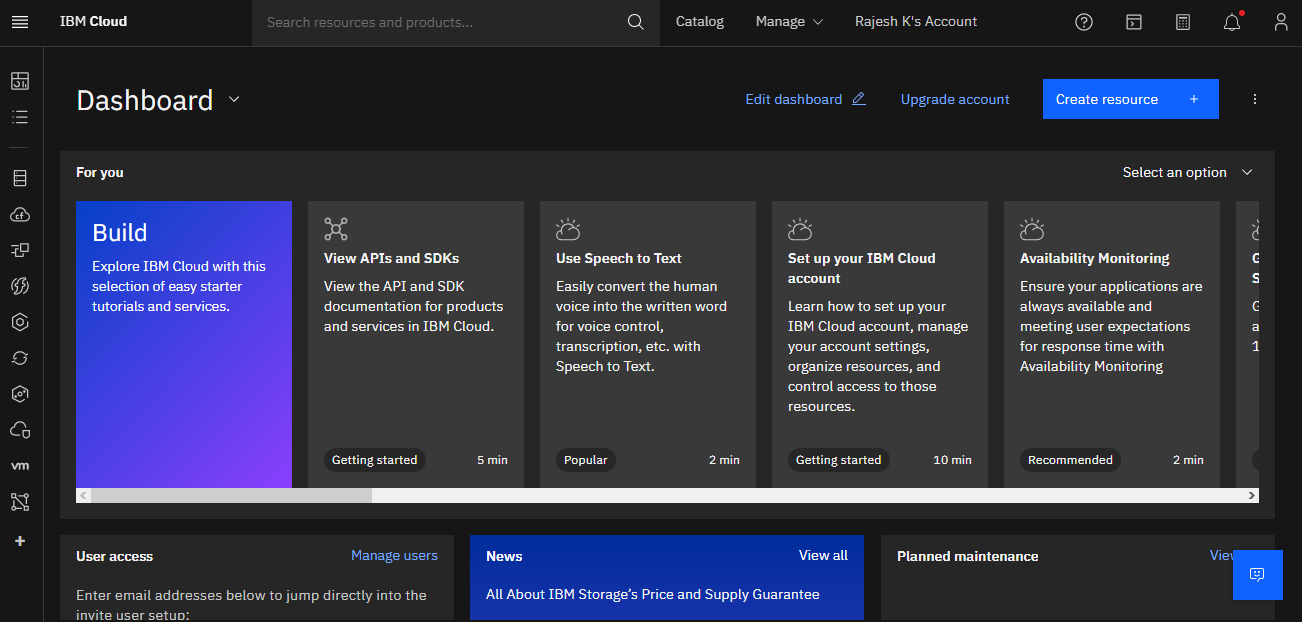 IBM Cloud
Search resources and products...
Catalog
Manage
Rajesh K's Account
Dashboard
Edit dashboard
Upgrade account
Create resource +
For you
Select an option
Build
Explore IBM Cloud with this
selection of easy starter
tutorials and services.
View APIs and SDKs
View the API and SDK
documentation for products
and services in IBM Cloud.
Getting started
5 min
Use Speech to Text
Easily convert the human
voice into the written word
for voice control,
transcription, etc. with
Speech to Text.
Popular
2 min
Set up your IBM Cloud
account
Learn how to set up your
IBM Cloud account, manage
your account settings,
organize resources, and
control access to those
resources.
Getting started
10 min
Availability Monitoring
Ensure your applications are
always available and
meeting user expectations
for response time with
Availability Monitoring
Recommended
2 min
cf
vm
User access
Manage users
Enter email addresses below to jump directly into the
invite user setup:
News
View all
All About IBM Storage's Price and Supply Guarantee
Planned maintenance